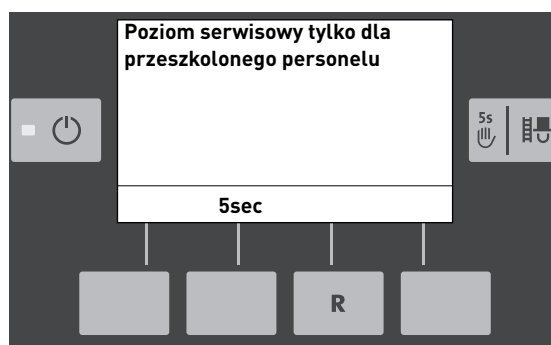 Poziom serwisowy tylko dla
przeszkolonego personelu
5s
5sec
R